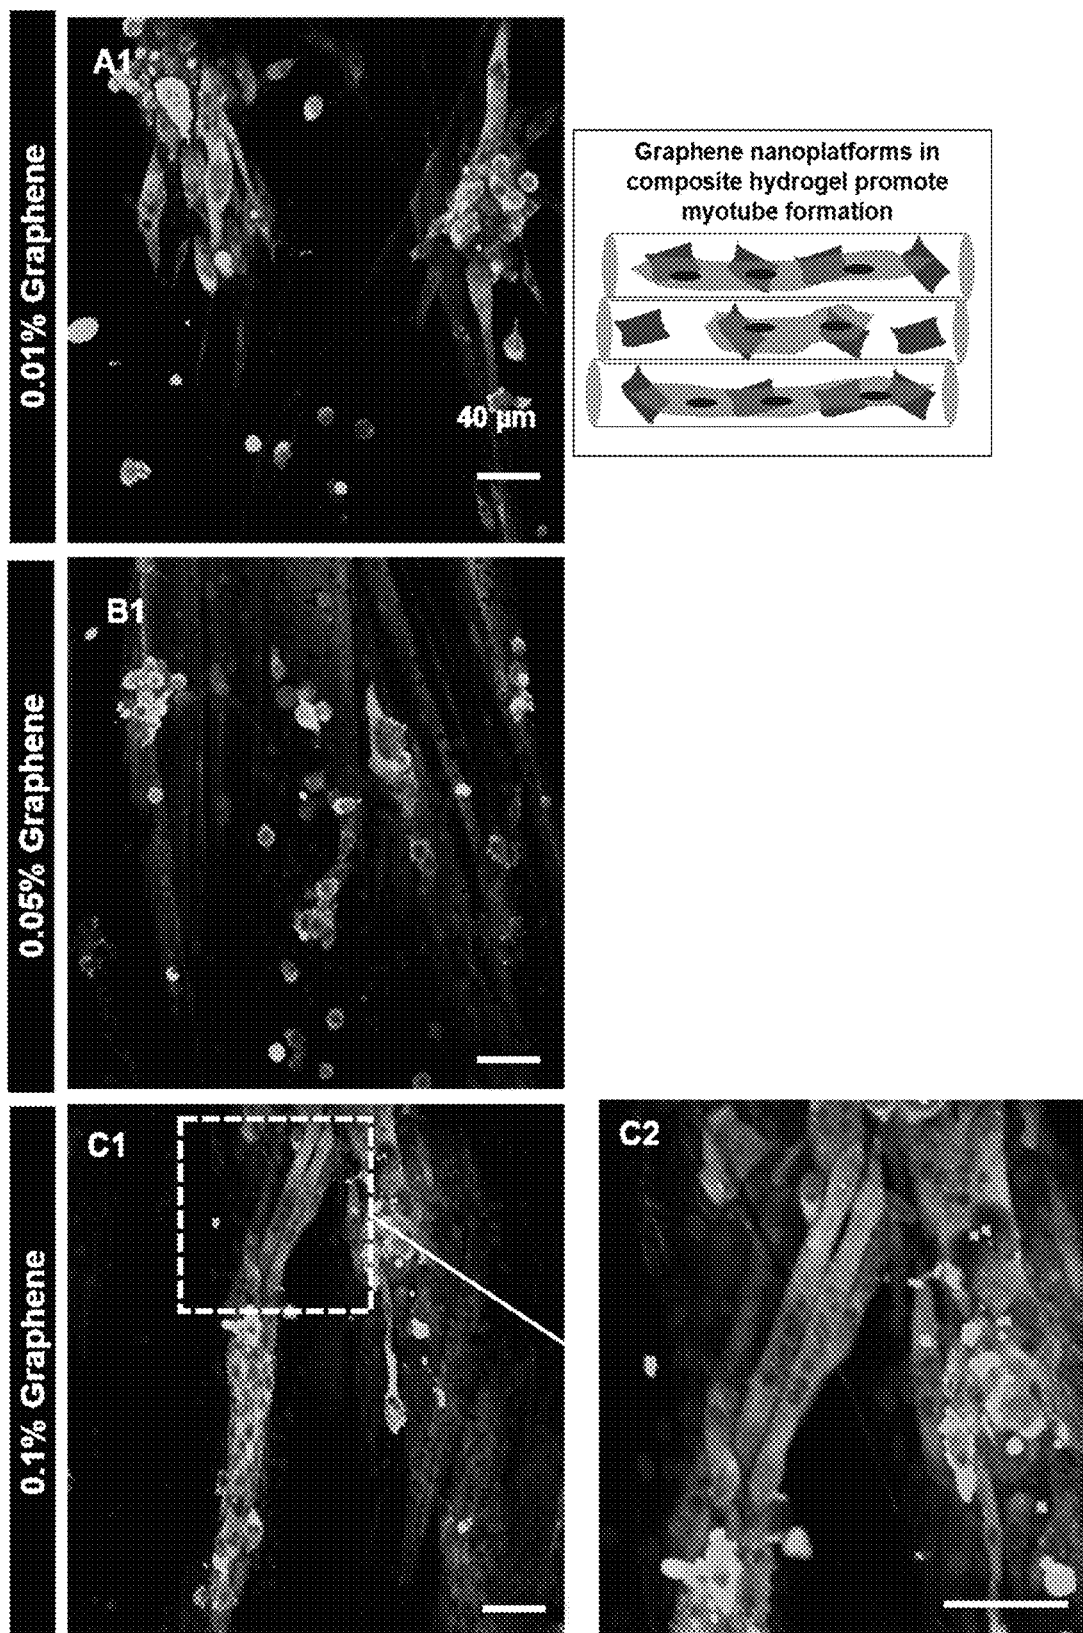 0.01% Graphene
A1
40 μm
Graphene nanoplatforms in
composite hydrogel promote
myotube formation
0.05% Graphene
B1
0.1% Graphene
C1
C2